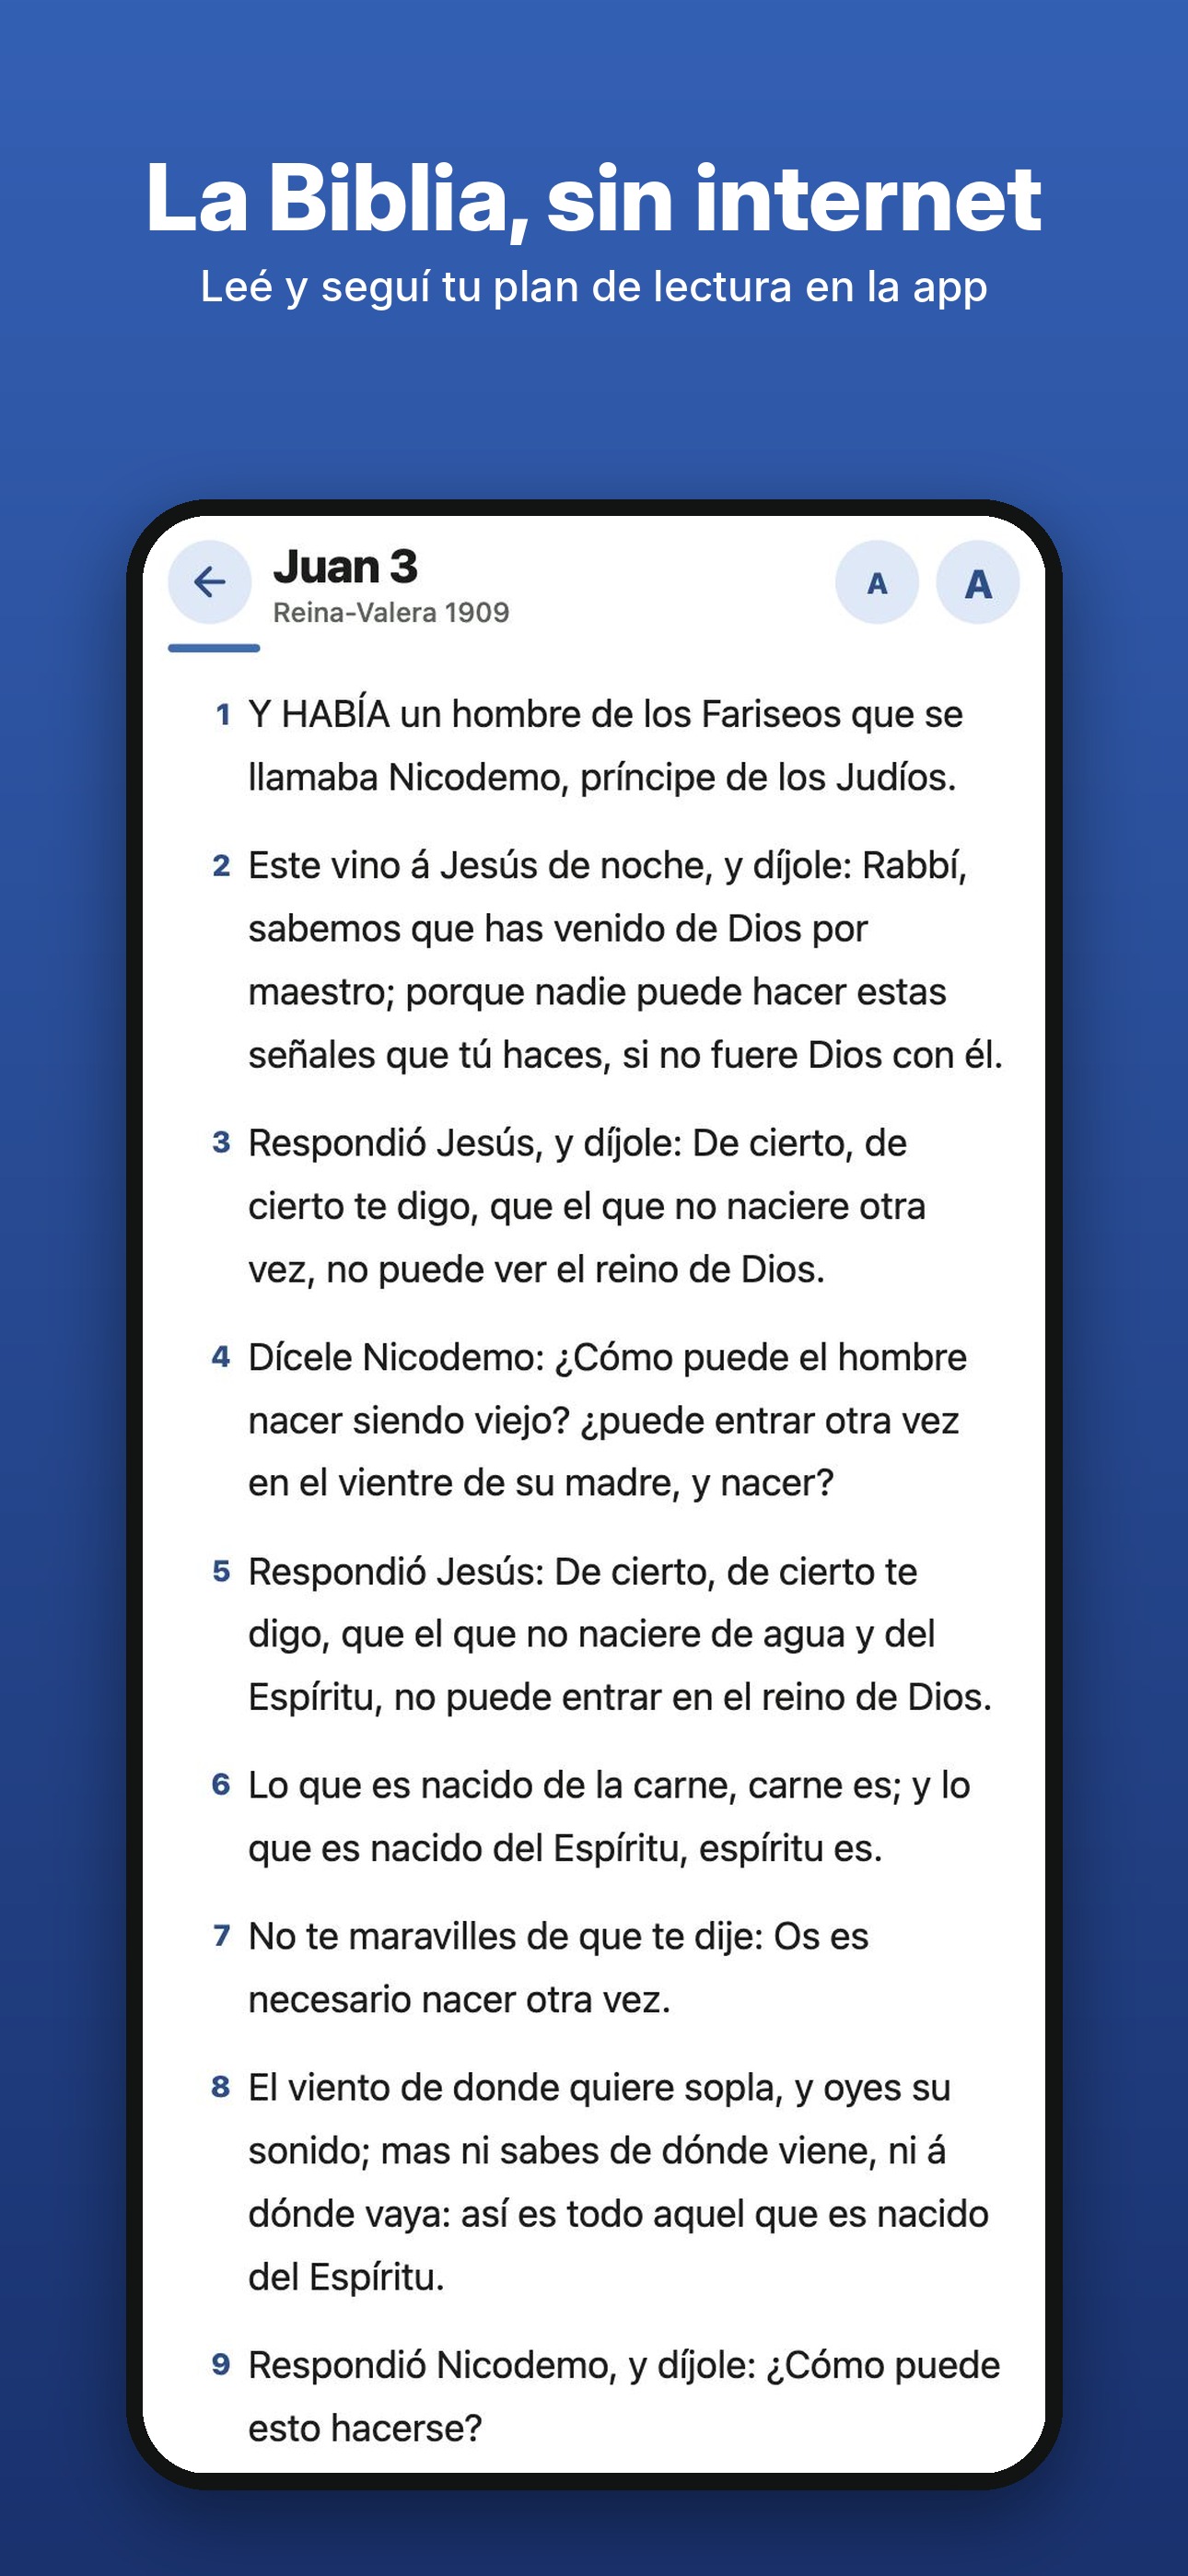 La Biblia, sin internet
Leé y seguí tu plan de lectura en la app
Juan 3
Reina-Valera 1909
A
A
1 Y HABÍA un hombre de los Fariseos que se
llamaba Nicodemo, príncipe de los Judíos.
2 Este vino á Jesús de noche, y díjole: Rabbí,
sabemos que has venido de Dios por
maestro; porque nadie puede hacer estas
señales que tú haces, si no fuere Dios con él.
3 Respondió Jesús, y díjole: De cierto, de
cierto te digo, que el que no naciere otra
vez, no puede ver el reino de Dios.
4 Dícele Nicodemo: ¿Cómo puede el hombre
nacer siendo viejo? ¿puede entrar otra vez
en el vientre de su madre, y nacer?
5 Respondió Jesús: De cierto, de cierto te
digo, que el que no naciere de agua y del
Espíritu, no puede entrar en el reino de Dios.
6 Lo que es nacido de la carne, carne es; y lo
que es nacido del Espíritu, espíritu es.
7 No te maravilles de que te dije: Os es
necesario nacer otra vez.
8 El viento de donde quiere sopla, y oyes su
sonido; mas ni sabes de dónde viene, ni á
dónde vaya: así es todo aquel que es nacido
del Espíritu.
9 Respondió Nicodemo, y díjole: ¿Cómo puede
esto hacerse?